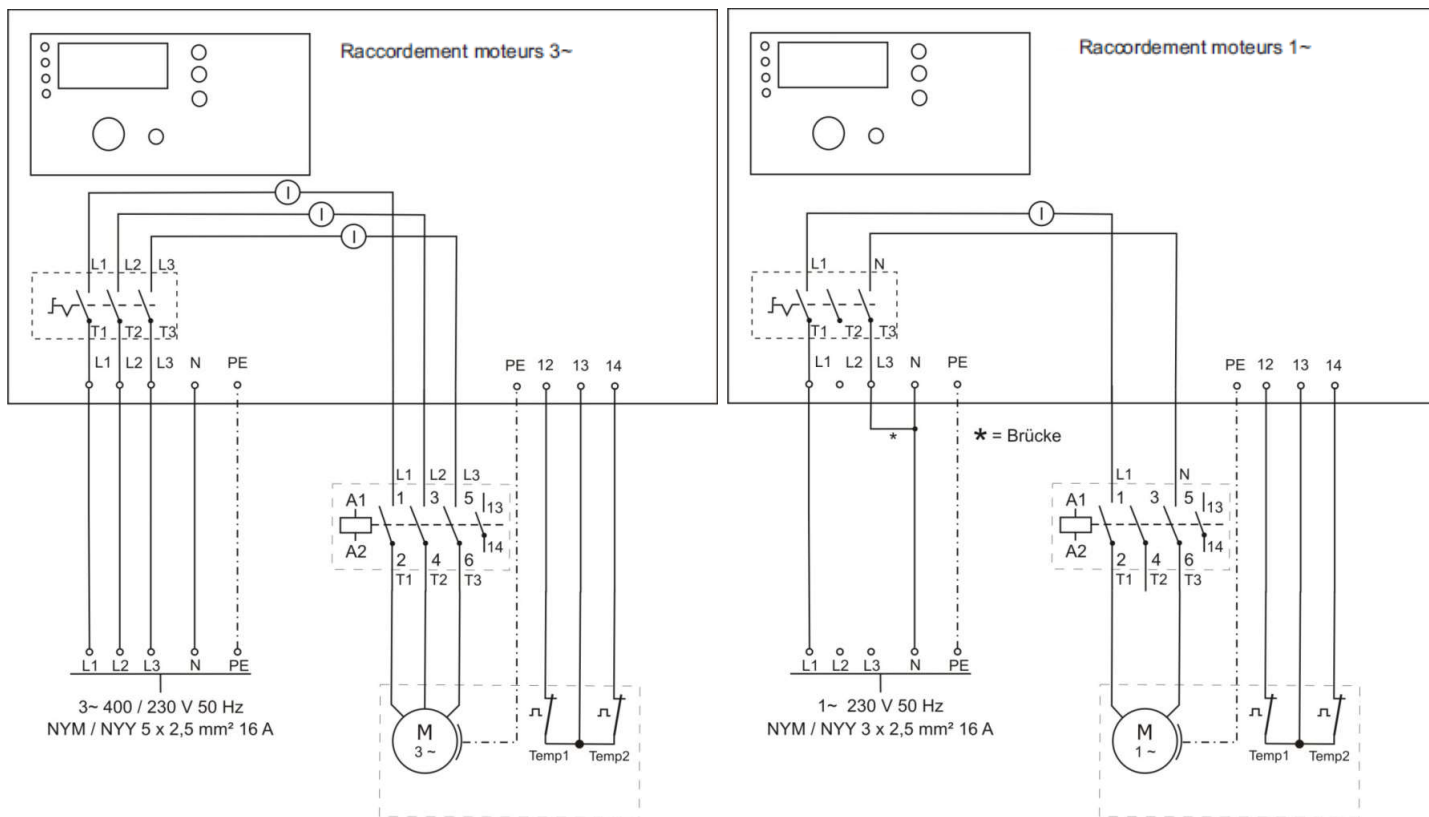 Raccordement moteurs 3~
I
I
I
L1 L2 L3
T1 T2 T3
L1 L2 L3 N PE
PE 12 13 14
L1 L2 L3
A1 1 3 5 13
A2 2 4 6 14
T1 T2 T3
L1 L2 L3 N PE
3~ 400 / 230 V 50 Hz
NYM / NYY 5 x 2,5 mm² 16 A
M
3 ~
Temp1 Temp2
Raccordement moteurs 1~
I
L1 N
T1 T2 T3
L1 L2 L3 N PE
PE 12 13 14
*
* = Brücke
L1 N
A1 1 3 5 13
A2 2 4 6 14
T1 T2 T3
L1 L2 L3 N PE
1~ 230 V 50 Hz
NYM / NYY 3 x 2,5 mm² 16 A
M
1 ~
Temp1 Temp2